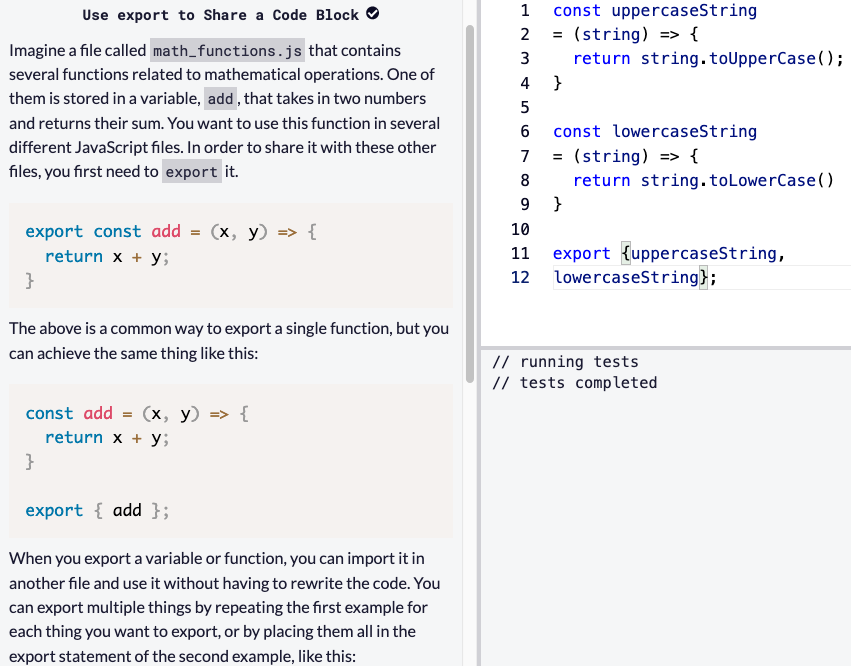 Use export to Share a Code Block
Imagine a file called math_functions.js that contains
several functions related to mathematical operations. One of
them is stored in a variable, add, that takes in two numbers
and returns their sum. You want to use this function in several
different JavaScript files. In order to share it with these other
files, you first need to export it.
export const add = (x, y) => {
  return x + y;
}
The above is a common way to export a single function, but you
can achieve the same thing like this:
const add = (x, y) => {
  return x + y;
}
export { add };
When you export a variable or function, you can import it in
another file and use it without having to rewrite the code. You
can export multiple things by repeating the first example for
each thing you want to export, or by placing them all in the
export statement of the second example, like this:
1 const uppercaseString
2 = (string) => {
3   return string.toUpperCase();
4 }
5
6 const lowercaseString
7 = (string) => {
8   return string.toLowerCase()
9 }
10
11 export {uppercaseString,
12 lowercaseString};
// running tests
// tests completed